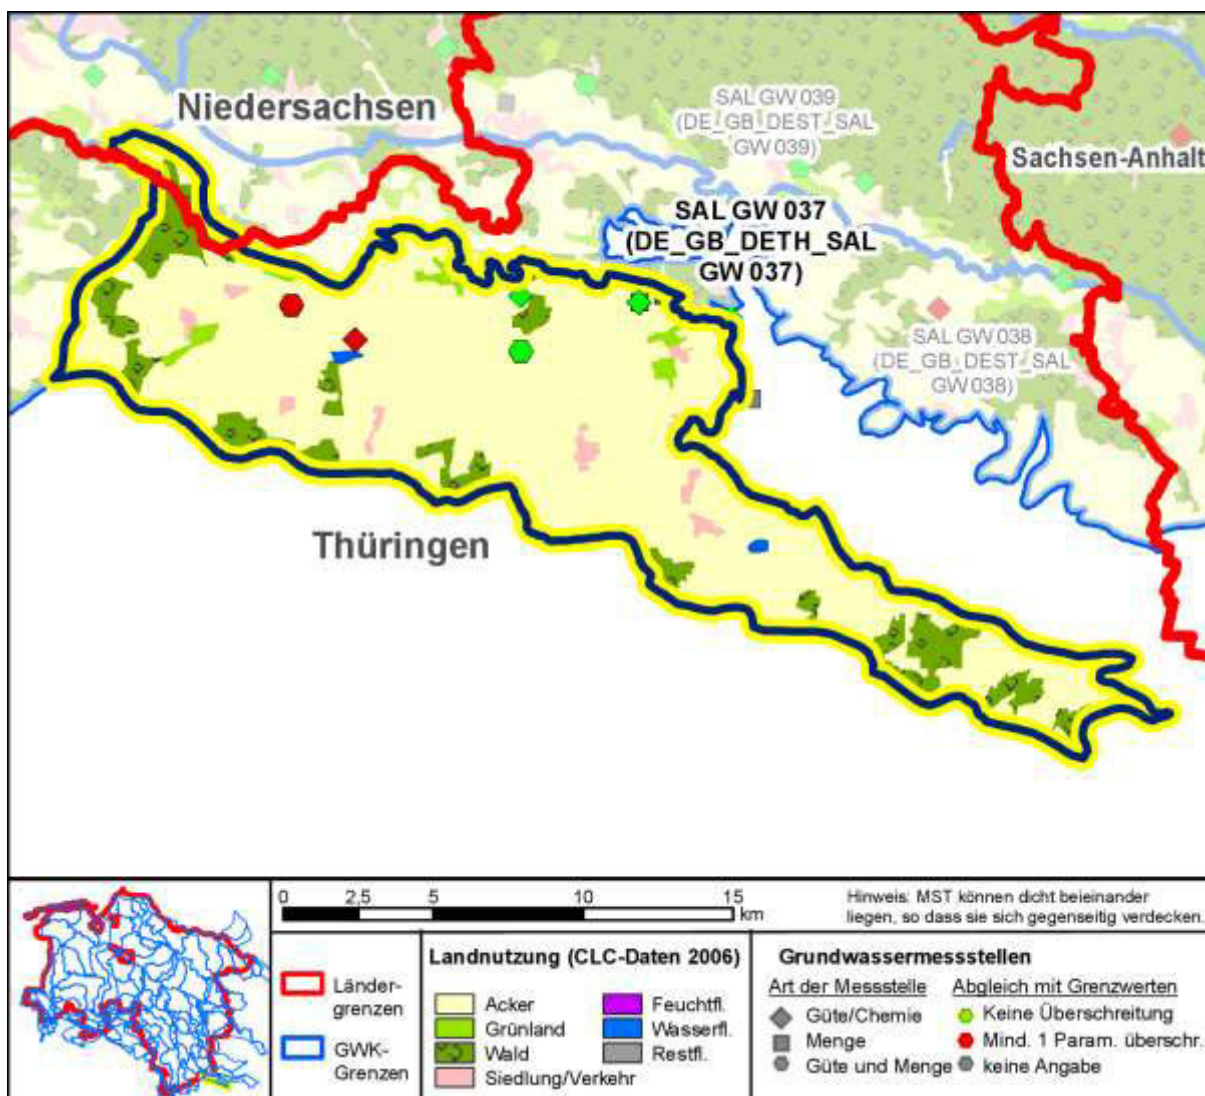 Niedersachsen
SAL GW 039
(DE_GB_DEST_SAL
GW 039)
Sachsen-Anhalt
SAL GW 037
(DE_GB_DETH_SAL
GW 037)
SAL GW 038
(DE_GB_DEST_SAL
GW 038)
Thüringen
0 2,5 5 10 15
km
Hinweis: MST können dicht beieinander
liegen, so dass sie sich gegenseitig verdecken.
Länder-
grenzen
GWK-
Grenzen
Landnutzung (CLC-Daten 2006)
Acker
Grünland
Wald
Siedlung/Verkehr
Feuchtfl.
Wasserfl.
Restfl.
Grundwassermessstellen
Art der Messstelle
Güte/Chemie
Menge
Güte und Menge
Abgleich mit Grenzwerten
Keine Überschreitung
Mind. 1 Param. überschr.
keine Angabe